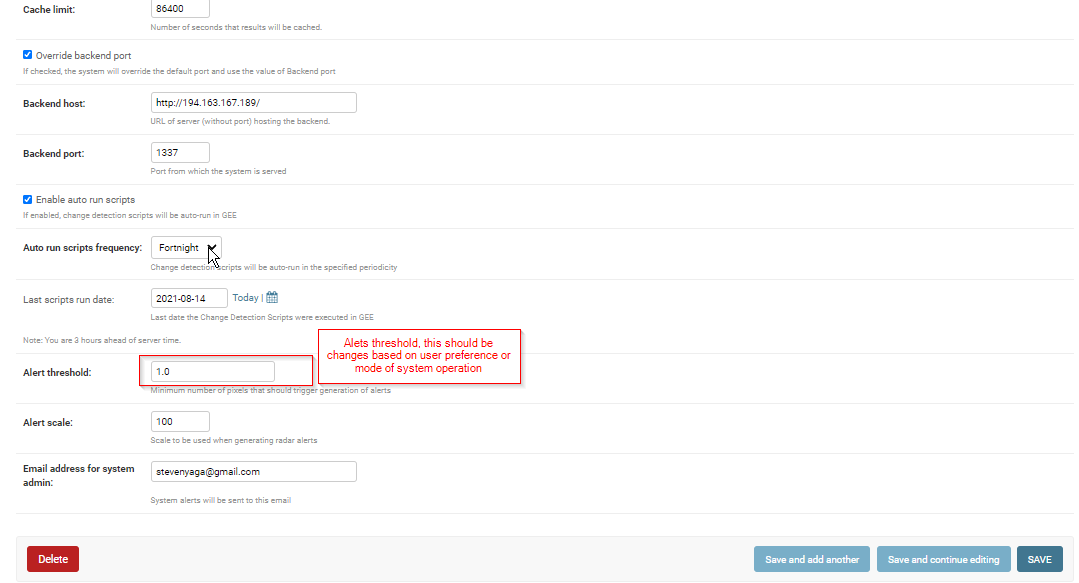 Cache limit:
86400
Number of seconds that results will be cached.
Override backend port
If checked, the system will override the default port and use the value of Backend port
Backend host:
http://194.163.167.189/
URL of server (without port) hosting the backend.
Backend port:
1337
Port from which the system is served
Enable auto run scripts
If enabled, change detection scripts will be auto-run in GEE
Auto run scripts frequency:
Fortnight
Change detection scripts will be auto-run in the specified periodicity
Last scripts run date:
2021-08-14
Today |
Last date the Change Detection Scripts were executed in GEE
Note: You are 3 hours ahead of server time.
Alets threshold, this should be
changes based on user preference or
mode of system operation
Alert threshold:
1.0
Minimum number of pixels that should trigger generation of alerts
Alert scale:
100
Scale to be used when generating radar alerts
Email address for system
admin:
stevenyaga@gmail.com
System alerts will be sent to this email
Delete
Save and add another
Save and continue editing
SAVE